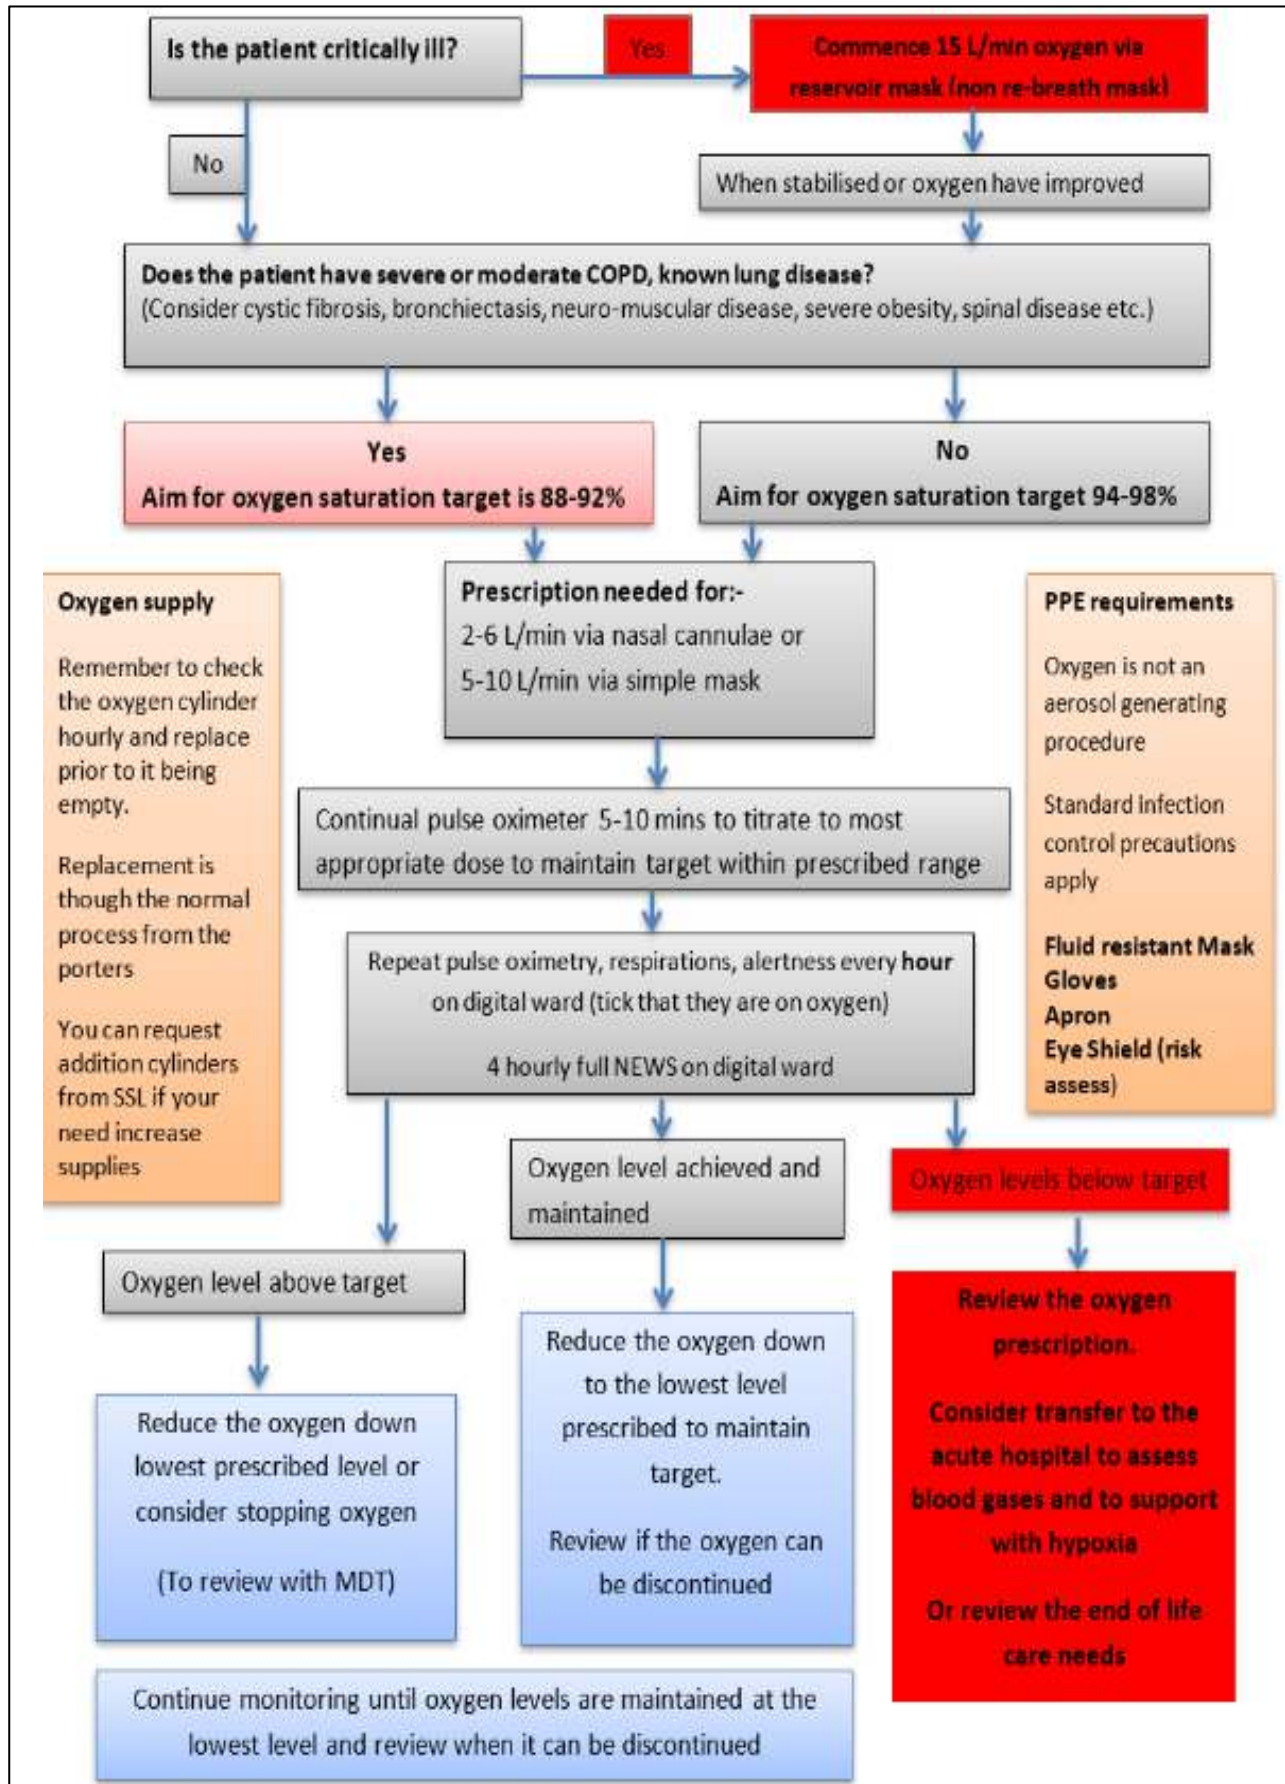 Is the patient critically ill?
Yes
Commence 15 L/min oxygen via
reservoir mask (non re-breath mask)
No
When stabilised or oxygen have improved
Does the patient have severe or moderate COPD, known lung disease?
(Consider cystic fibrosis, bronchiectasis, neuro-muscular disease, severe obesity, spinal disease etc.)
Yes
Aim for oxygen saturation target is 88-92%
No
Aim for oxygen saturation target 94-98%
Prescription needed for:-
2-6 L/min via nasal cannulae or
5-10 L/min via simple mask
Oxygen supply
Remember to check
the oxygen cylinder
hourly and replace
prior to it being
empty.
Replacement is
though the normal
process from the
porters
You can request
addition cylinders
from SSL if your
need increase
supplies
PPE requirements
Oxygen is not an
aerosol generating
procedure
Standard infection
control precautions
apply
Fluid resistant Mask
Gloves
Apron
Eye Shield (risk
assess)
Continual pulse oximeter 5-10 mins to titrate to most
appropriate dose to maintain target within prescribed range
Repeat pulse oximetry, respirations, alertness every hour
on digital ward (tick that they are on oxygen)
4 hourly full NEWS on digital ward
Oxygen level above target
Oxygen level achieved and
maintained
Oxygen levels below target
Reduce the oxygen down
lowest prescribed level or
consider stopping oxygen
(To review with MDT)
Reduce the oxygen down
to the lowest level
prescribed to maintain
target.
Review if the oxygen can
be discontinued
Review the oxygen
prescription.
Consider transfer to the
acute hospital to assess
blood gases and to support
with hypoxia
Or review the end of life
care needs
Continue monitoring until oxygen levels are maintained at the
lowest level and review when it can be discontinued